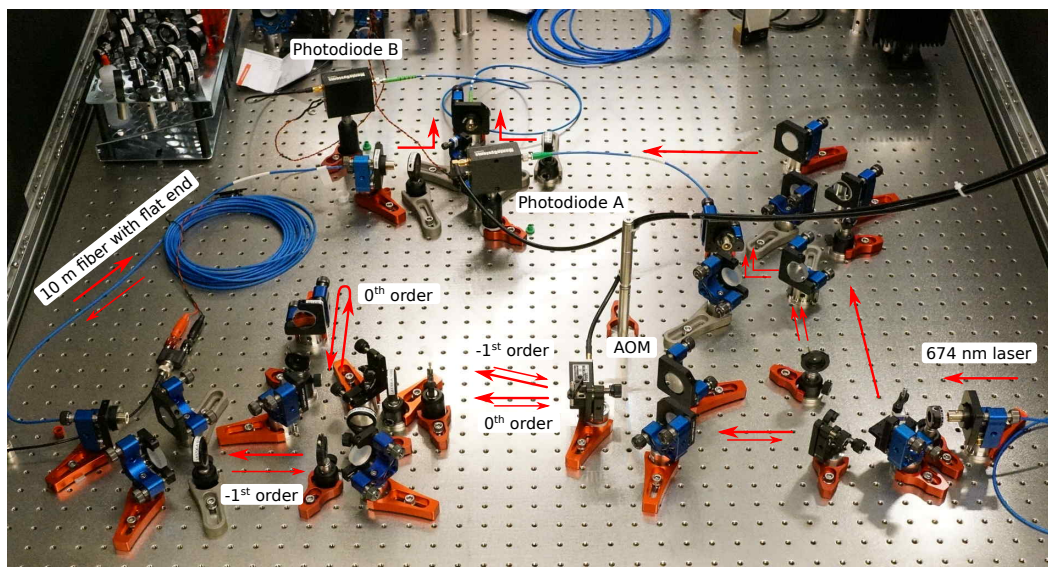 Photodiode B
Photodiode A
10 m fiber with flat end
0th order
-1st order
AOM
674 nm laser
0th order
-1st order